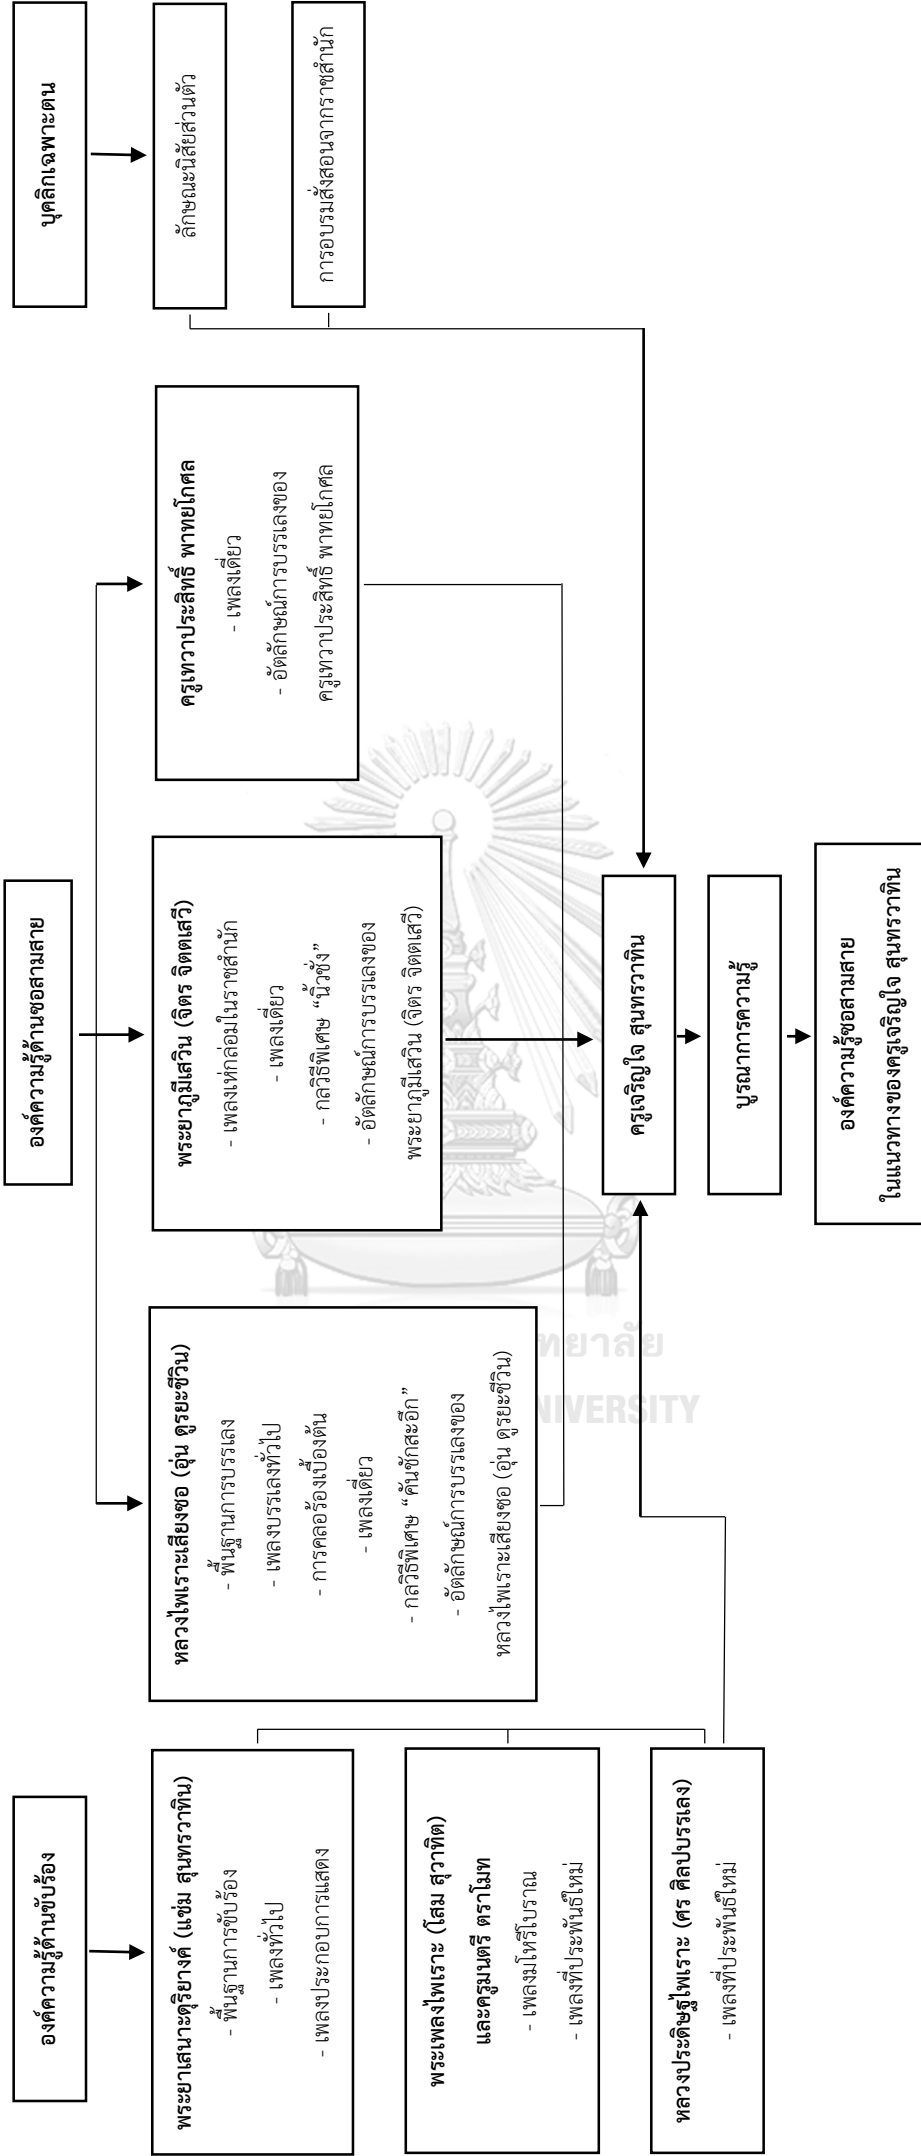 องค์ความรู้ด้านขับร้อง
พระยาเสนาะดุริยางค์ (แช่ม สุนทรวาทิน)
- พื้นฐานการขับร้อง
- เพลงทั่วไป
- เพลงประกอบการแสดง
พระเพลงไพเราะ (โสม สุวาทิต)
และครูมนตรี ตราโมท
- เพลงมโหรีโบราณ
- เพลงที่ประพันธ์ใหม่
หลวงประดิษฐไพเราะ (ศร ศิลปบรรเลง)
- เพลงที่ประพันธ์ใหม่
องค์ความรู้ด้านซอสามสาย
หลวงไพเราะเสียงซอ (อุ่น ดูรยะชีวิน)
- พื้นฐานการบรรเลง
- เพลงบรรเลงทั่วไป
- การคลอร้องเบื้องต้น
- เพลงเดี่ยว
- กลวิธีพิเศษ “คันชักสะอึก”
- อัตลักษณ์การบรรเลงของ
หลวงไพเราะเสียงซอ (อุ่น ดูรยะชีวิน)
พระยาภูมีเสวิน (จิตร จิตตเสวี)
- เพลงเห่กล่อมในราชสำนัก
- เพลงเดี่ยว
- กลวิธีพิเศษ “นิ้วชั่ง”
- อัตลักษณ์การบรรเลงของ
พระยาภูมีเสวิน (จิตร จิตตเสวี)
ครูเทวาประสิทธิ์ พาทยโกศล
- เพลงเดี่ยว
- อัตลักษณ์การบรรเลงของ
ครูเทวาประสิทธิ์ พาทยโกศล
บุคลิกเฉพาะตน
ลักษณะนิสัยส่วนตัว
การอบรมสั่งสอนจากราชสำนัก
ครูเจริญใจ สุนทรวาทิน
บูรณาการความรู้
องค์ความรู้ซอสามสาย
ในแนวทางของครูเจริญใจ สุนทรวาทิน
ทยาลัย
NIVERSITY